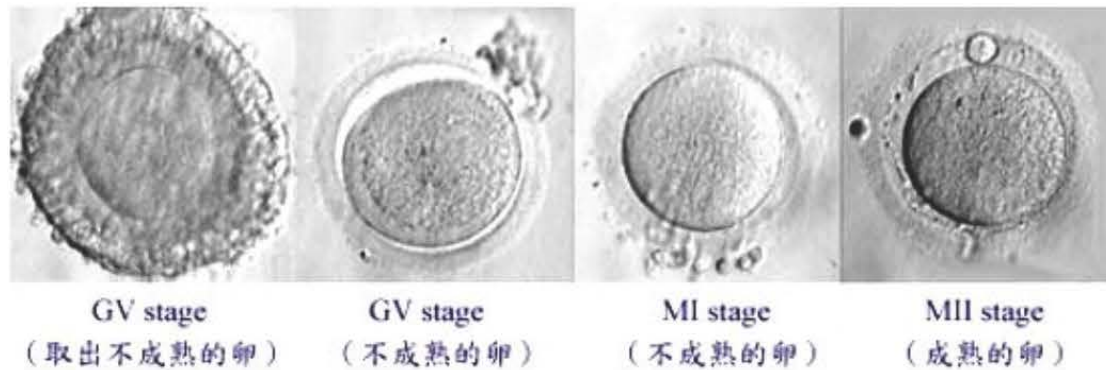 GV stage
(取出不成熟的卵)
GV stage
(不成熟的卵)
MI stage
(不成熟的卵)
MII stage
(成熟的卵)